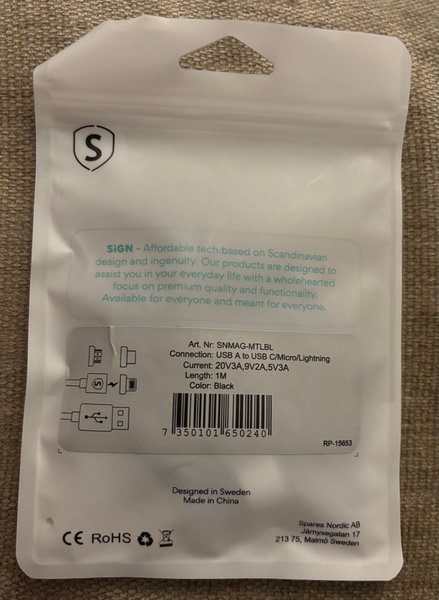 S
SiGN - Affordable tech based on Scandinavian
design and ingenuity. Our products are designed to
assist you in your everyday life with a wholehearted
focus on premium quality and functionality.
Available for everyone and meant for everyone.
Art. Nr: SNMAG-MTLBL
Connection: USB A to USB C/Micro/Lightning
Current: 20V3A,9V2A,5V3A
Length: 1M
Color: Black
S
7 350101 650240
RP-15653
Designed in Sweden
Made in China
CE RoHS
Spares Nordic AB
Järnyxegatan 17
213 75, Malmö Sweden